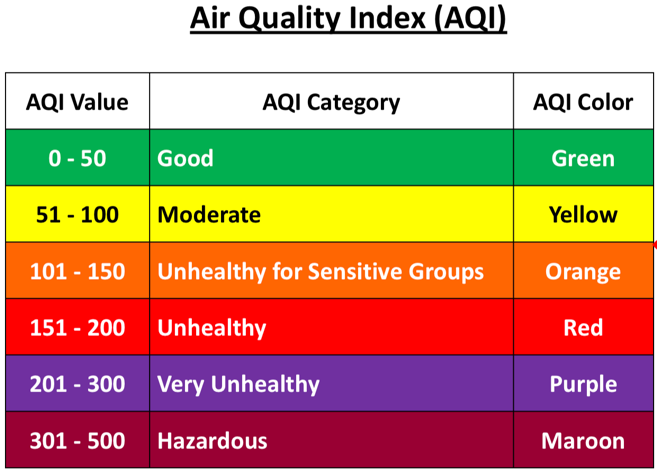 Air Quality Index (AQI)
AQI Value AQI Category AQI Color
0 - 50 Good Green
51 - 100 Moderate Yellow
101 - 150 Unhealthy for Sensitive Groups Orange
151 - 200 Unhealthy Red
201 - 300 Very Unhealthy Purple
301 - 500 Hazardous Maroon